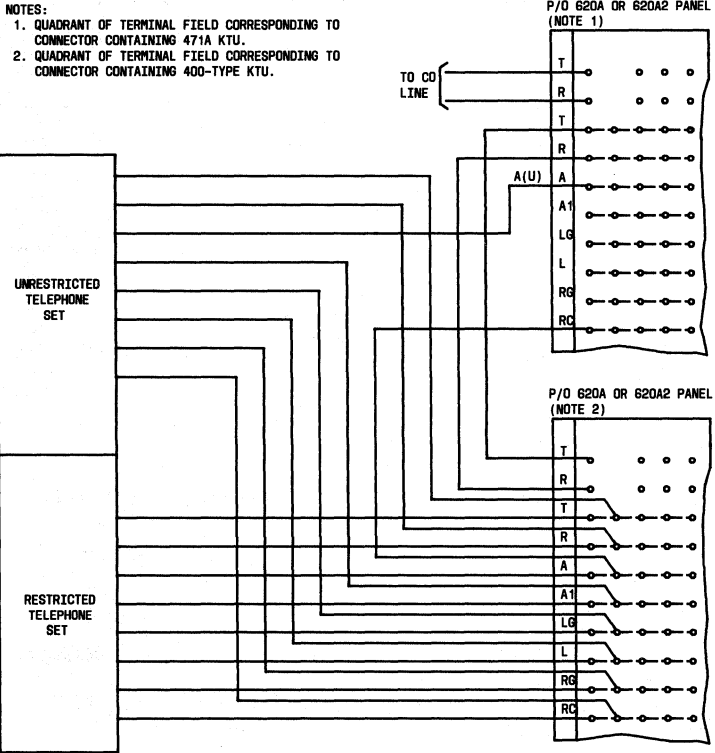 NOTES:
1. QUADRANT OF TERMINAL FIELD CORRESPONDING TO
CONNECTOR CONTAINING 471A KTU.
2. QUADRANT OF TERMINAL FIELD CORRESPONDING TO
CONNECTOR CONTAINING 400-TYPE KTU.
P/O 620A OR 620A2 PANEL
(NOTE 1)
TO CO
LINE
T
R
T
R
A(U) A
A1
LG
L
RG
RC
UNRESTRICTED
TELEPHONE
SET
P/O 620A OR 620A2 PANEL
(NOTE 2)
T
R
T
R
A
A1
LG
L
RG
RC
RESTRICTED
TELEPHONE
SET